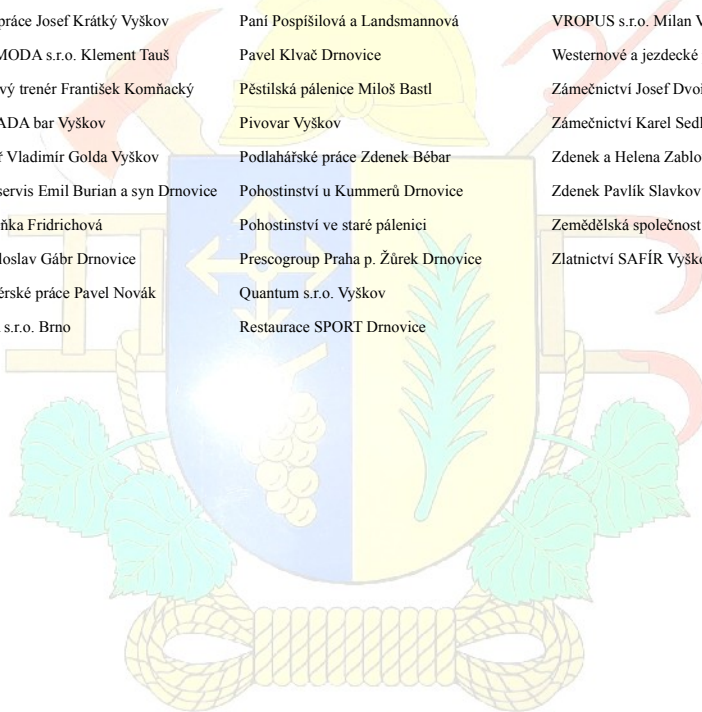 práce Josef Krátký Vyškov
MODA s.r.o. Klement Tauš
vý trenér František Komňacký
ADA bar Vyškov
Vladimír Golda Vyškov
servis Emil Burian a syn Drnovice
ňka Fridrichová
loslav Gábr Drnovice
érské práce Pavel Novák
s.r.o. Brno
Paní Pospíšilová a Landsmannová
Pavel Klvač Drnovice
Pěstilská pálenice Miloš Bastl
Pivovar Vyškov
Podlahářské práce Zdenek Bébar
Pohostinství u Kummerů Drnovice
Pohostinství ve staré pálenici
Prescogroup Praha p. Žůrek Drnovice
Quantum s.r.o. Vyškov
Restaurace SPORT Drnovice
VROPUS s.r.o. Milan V
Westernové a jezdecké
Zámečnictví Josef Dvoř
Zámečnictví Karel Sedl
Zdenek a Helena Zablo
Zdenek Pavlík Slavkov
Zemědělská společnost
Zlatnictví SAFÍR Vyško